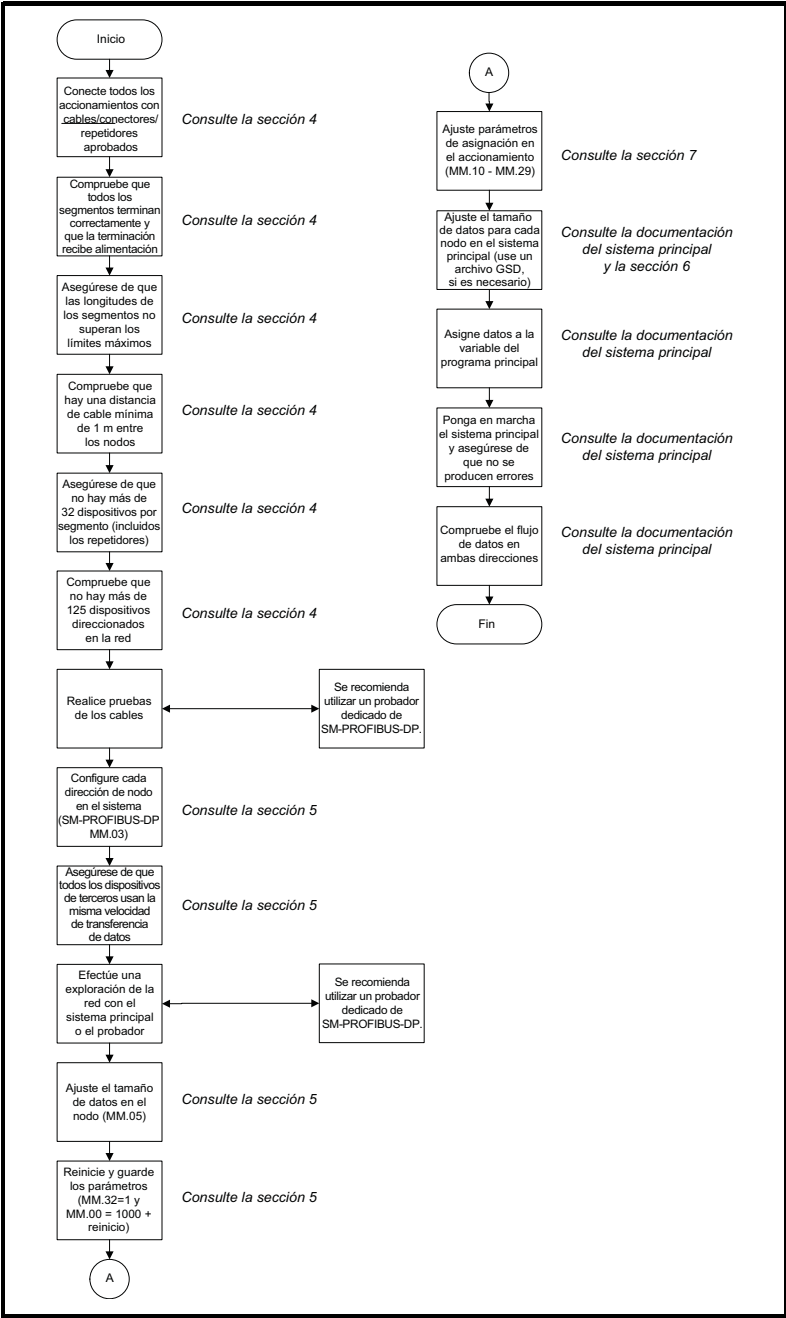 Inicio
Conecte todos los
accionamientos con
cables/conectores/
repetidores
aprobados
Consulte la sección 4
Compruebe que
todos los
segmentos terminan
correctamente y
que la terminación
recibe alimentación
Consulte la sección 4
Asegúrese de que
las longitudes de
los segmentos no
superan los
límites máximos
Consulte la sección 4
Compruebe que
hay una distancia
de cable mínima
de 1 m entre
los nodos
Consulte la sección 4
Asegúrese de que
no hay más de
32 dispositivos por
segmento (incluidos
los repetidores)
Consulte la sección 4
Compruebe que
no hay más de
125 dispositivos
direccionados
en la red
Consulte la sección 4
Realice pruebas
de los cables
Se recomienda
utilizar un probador
dedicado de
SM-PROFIBUS-DP.
Configure cada
dirección de nodo
en el sistema
(SM-PROFIBUS-DP
MM.03)
Consulte la sección 5
Asegúrese de que
todos los dispositivos
de terceros usan la
misma velocidad
de transferencia
de datos
Consulte la sección 5
Efectúe una
exploración de la
red con el
sistema principal
o el probador
Se recomienda
utilizar un probador
dedicado de
SM-PROFIBUS-DP.
Ajuste el tamaño
de datos en el
nodo (MM.05)
Consulte la sección 5
Reinicie y guarde
los parámetros
(MM.32=1 y
MM.00 = 1000 +
reinicio)
Consulte la sección 5
A
A
Ajuste parámetros
de asignación en
el accionamiento
(MM.10 - MM.29)
Consulte la sección 7
Ajuste el tamaño
de datos para cada
nodo en el sistema
principal (use un
archivo GSD,
si es necesario)
Consulte la documentación
del sistema principal
y la sección 6
Asigne datos a la
variable del
programa principal
Consulte la documentación
del sistema principal
Ponga en marcha
el sistema principal
y asegúrese de
que no se
producen errores
Consulte la documentación
del sistema principal
Compruebe el flujo
de datos en
ambas direcciones
Consulte la documentación
del sistema principal
Fin